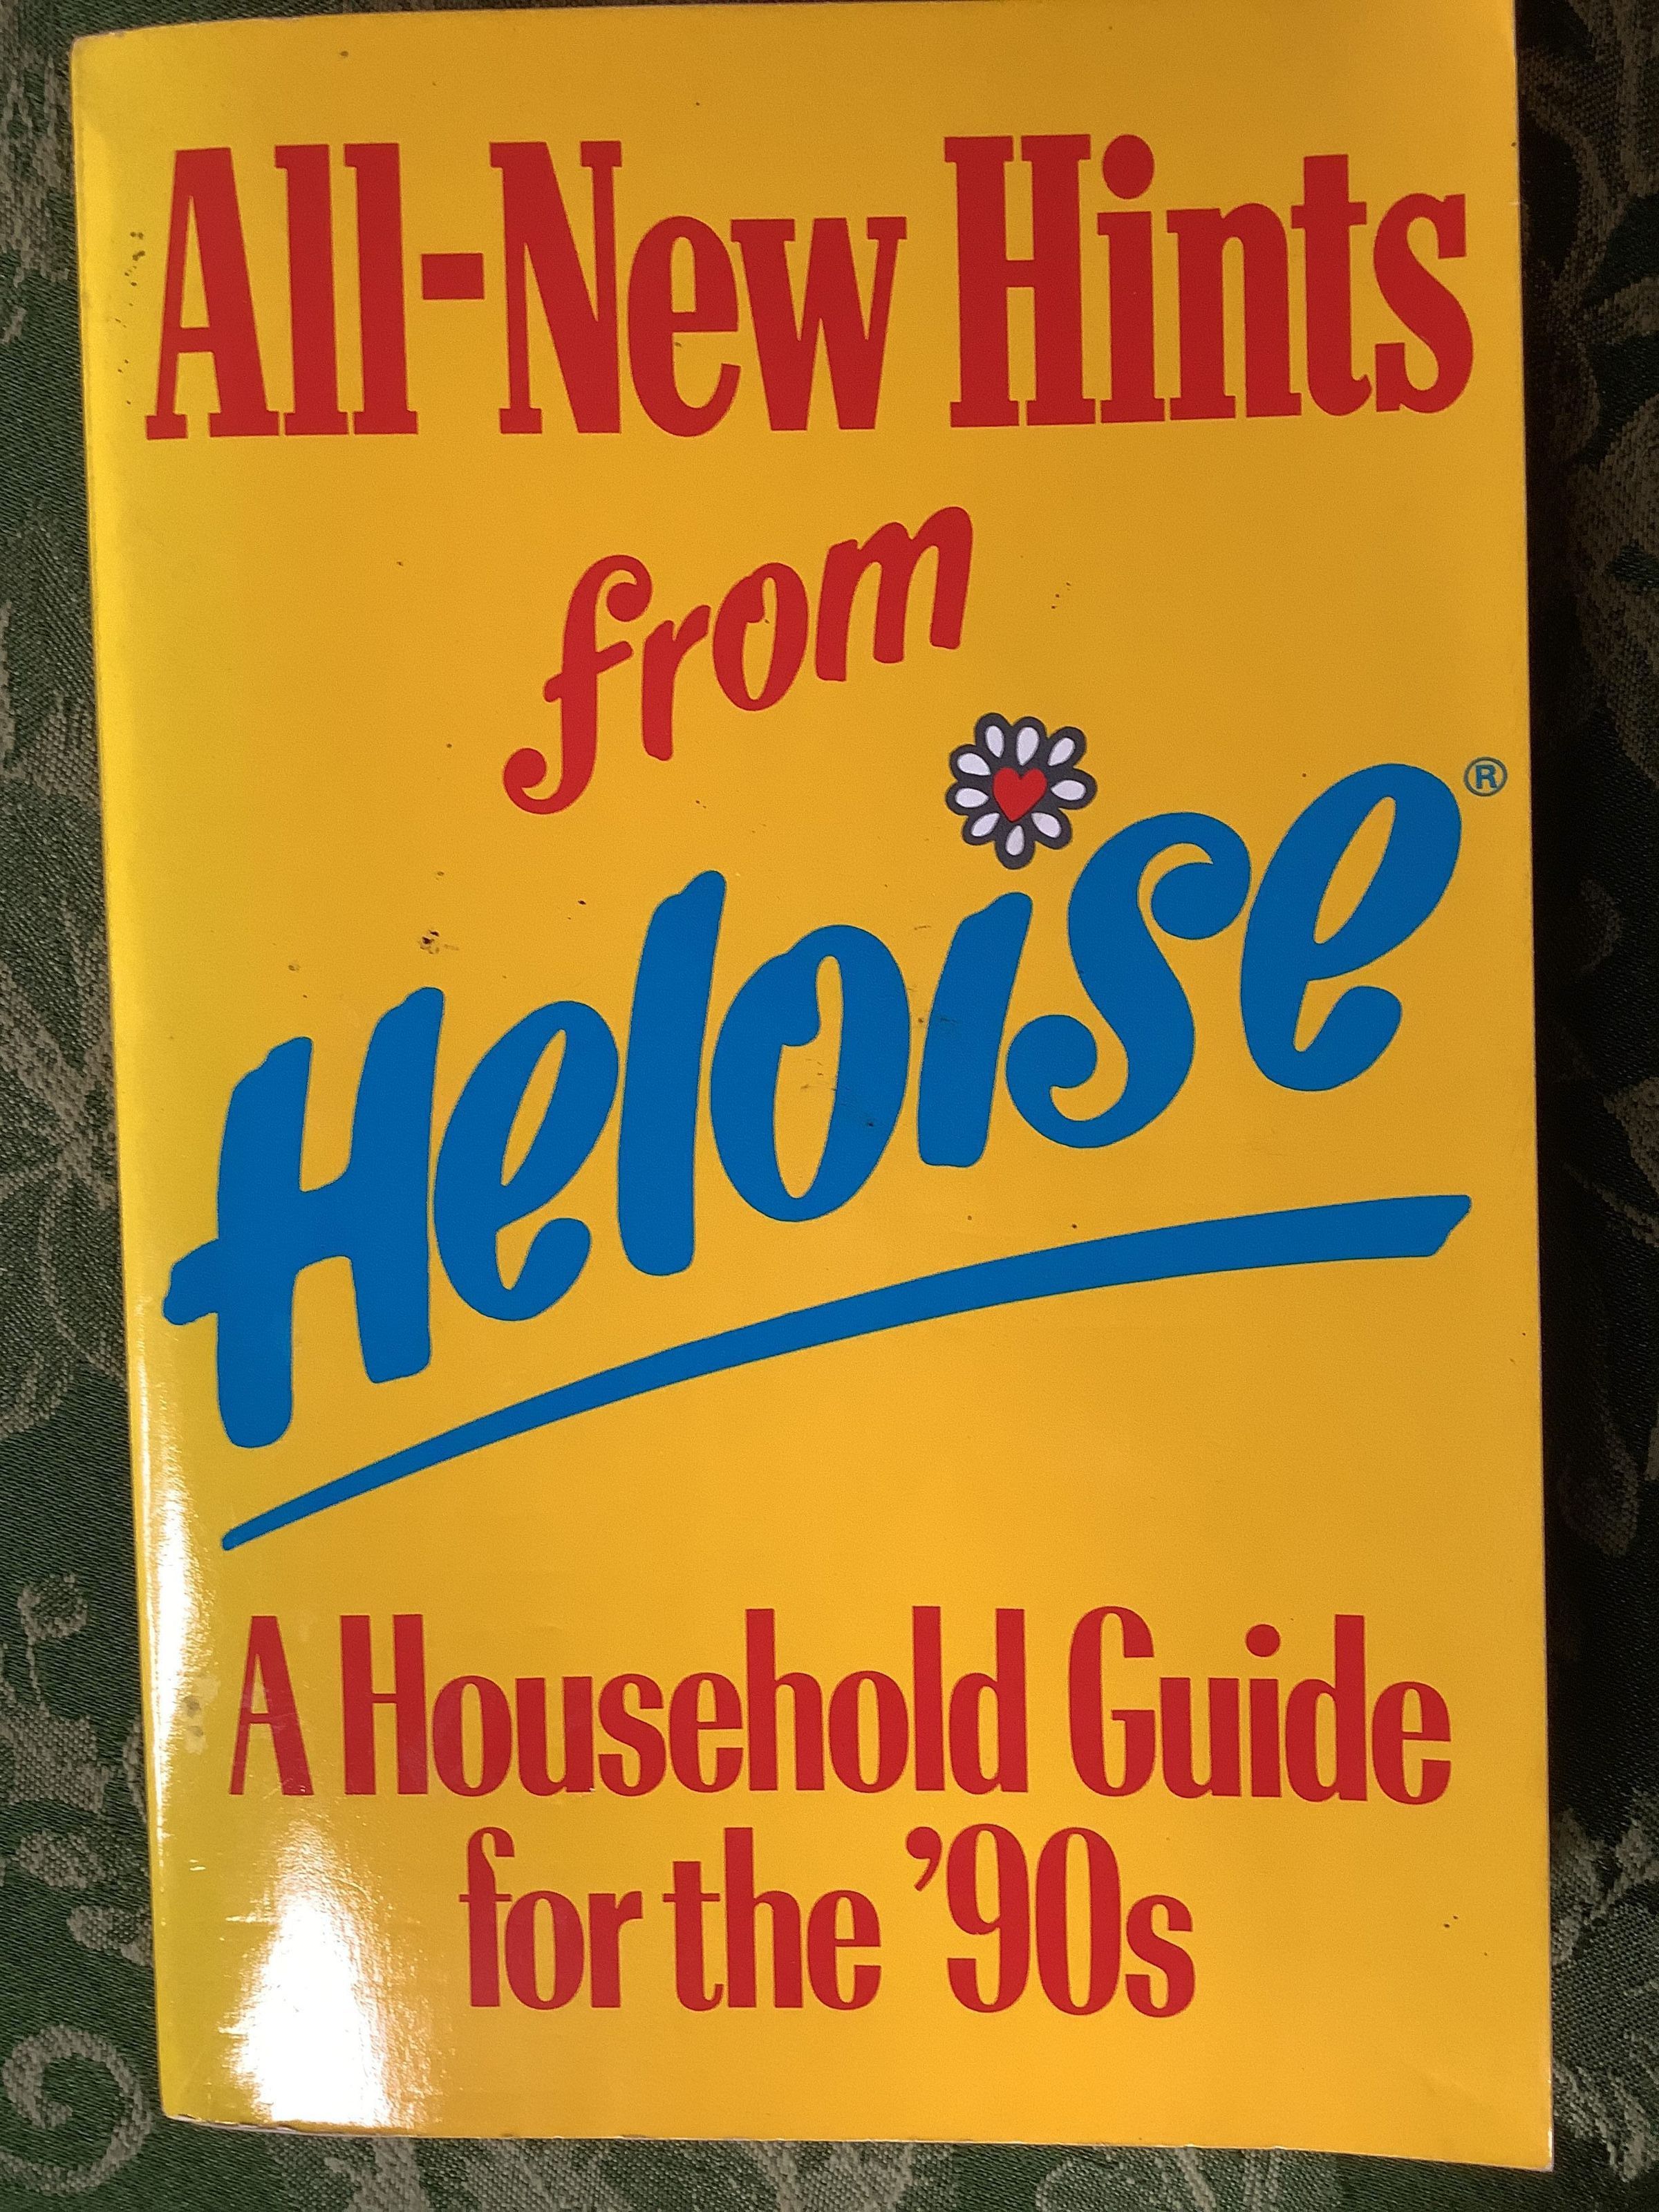 All-New Hints
from
Heloise®
A Household Guide
for the ’90s